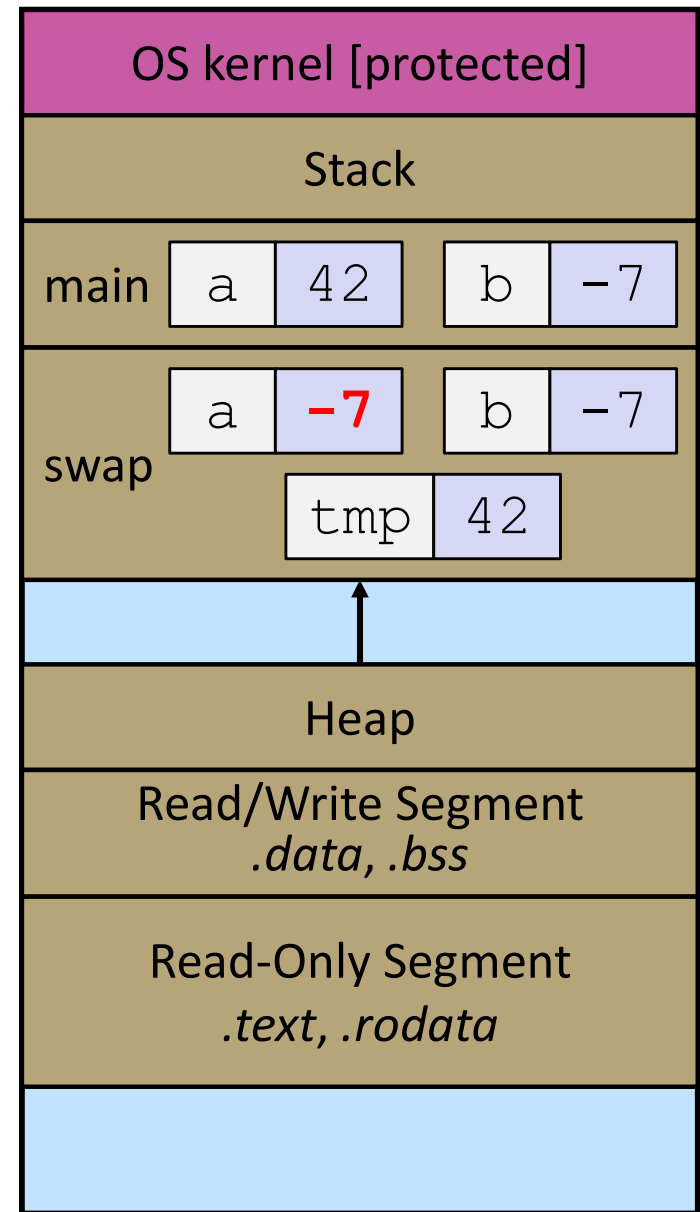 OS kernel [protected]
Stack
main a 42 b -7
a -7 b -7
swap
tmp 42
Heap
Read/Write Segment
.data, .bss
Read-Only Segment
.text, .rodata